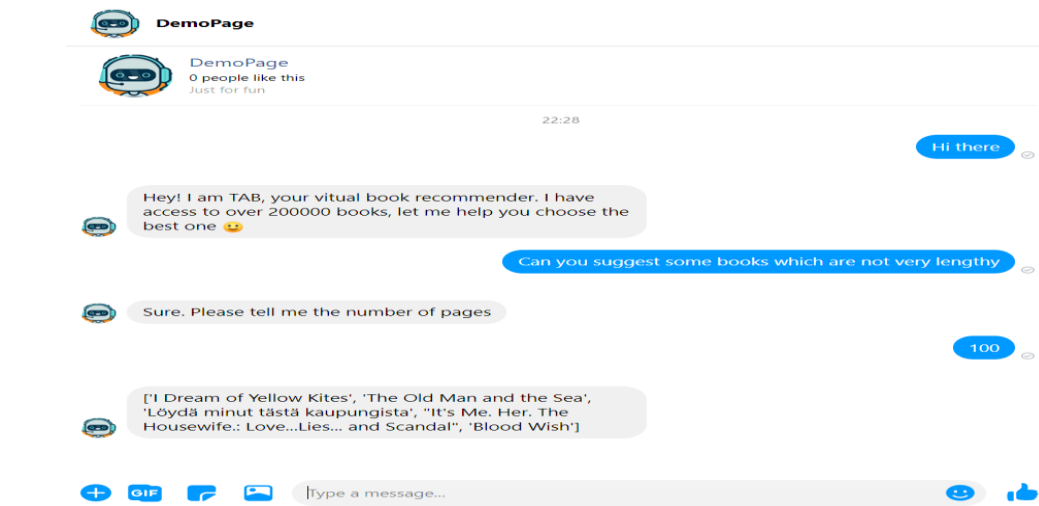 DemoPage
DemoPage
0 people like this
Just for fun
22:28
Hi there
Hey! I am TAB, your vitual book recommender. I have
access to over 200000 books, let me help you choose the
best one 😀
Can you suggest some books which are not very lengthy
Sure. Please tell me the number of pages
100
['I Dream of Yellow Kites', 'The Old Man and the Sea',
'Löydä minut tästä kaupungista', "It's Me. Her. The
Housewife.: Love...Lies... and Scandal", 'Blood Wish']
GIF
Type a message...